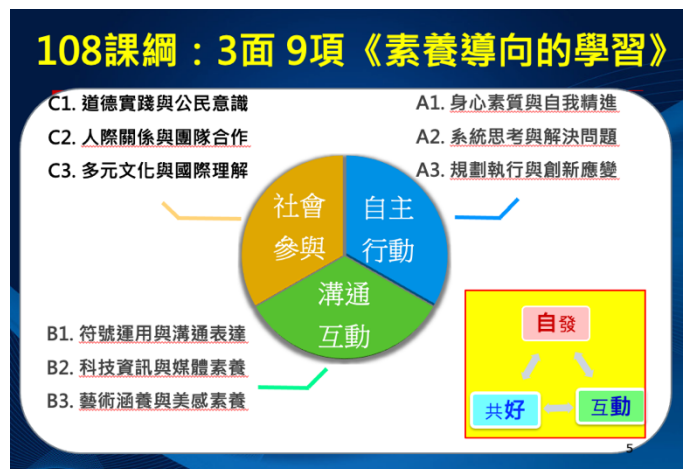 108課綱：3面 9項《素養導向的學習》
C1. 道德實踐與公民意識
C2. 人際關係與團隊合作
C3. 多元文化與國際理解
A1. 身心素質與自我精進
A2. 系統思考與解決問題
A3. 規劃執行與創新應變
社會
參與
自主
行動
溝通
互動
B1. 符號運用與溝通表達
B2. 科技資訊與媒體素養
B3. 藝術涵養與美感素養
自發
共好
互動
5